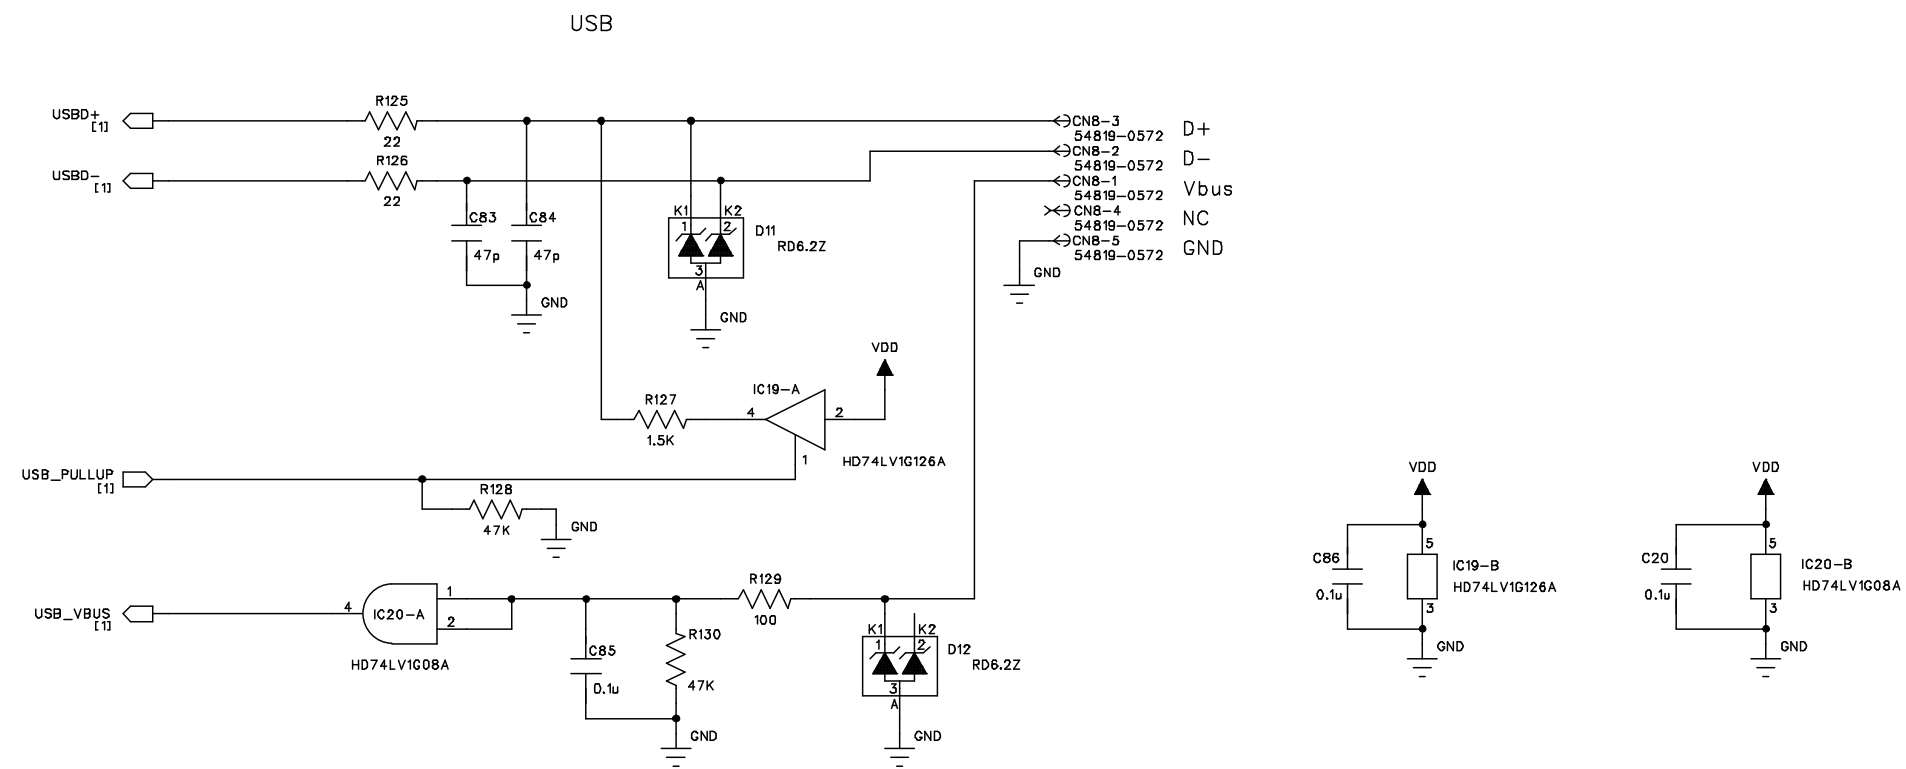 USB
USBD+
[1]
R125
22
USBD-
[1]
R126
22
C83
47p
C84
47p
GND
K1
K2
1
2
3
A
D11
RD6.2Z
GND
CN8-3
54819-0572
D+
CN8-2
54819-0572
D-
CN8-1
54819-0572
Vbus
CN8-4
54819-0572
NC
CN8-5
54819-0572
GND
GND
VDD
IC19-A
R127
1.5K
4
2
1
HD74LV1G126A
USB_PULLUP
[1]
R128
47K
GND
USB_VBUS
[1]
4
IC20-A
1
2
HD74LV1G08A
R129
100
C85
0.1u
R130
47K
GND
K1
K2
1
2
3
A
D12
RD6.2Z
GND
VDD
C86
0.1u
5
3
IC19-B
HD74LV1G126A
GND
VDD
C20
0.1u
5
3
IC20-B
HD74LV1G08A
GND